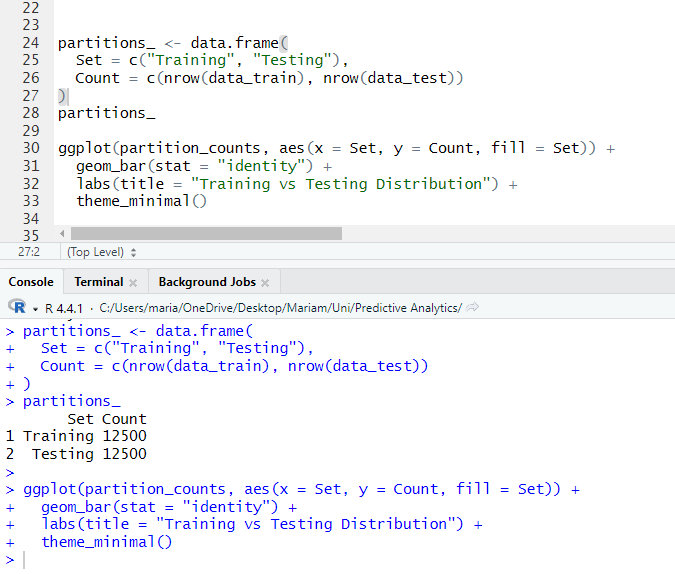 22
23
24 partitions_ <- data.frame(
25   Set = c("Training", "Testing"),
26   Count = c(nrow(data_train), nrow(data_test))
27 )
28 partitions_
29
30 ggplot(partition_counts, aes(x = Set, y = Count, fill = Set)) +
31   geom_bar(stat = "identity") +
32   labs(title = "Training vs Testing Distribution") +
33   theme_minimal()
34
35
27:2 (Top Level)
Console Terminal Background Jobs
R R 4.4.1 · C:/Users/maria/OneDrive/Desktop/Mariam/Uni/Predictive Analytics/
> partitions_ <- data.frame(
+   Set = c("Training", "Testing"),
+   Count = c(nrow(data_train), nrow(data_test))
+ )
> partitions_
       Set Count
1 Training 12500
2  Testing 12500
>
> ggplot(partition_counts, aes(x = Set, y = Count, fill = Set)) +
+   geom_bar(stat = "identity") +
+   labs(title = "Training vs Testing Distribution") +
+   theme_minimal()
>